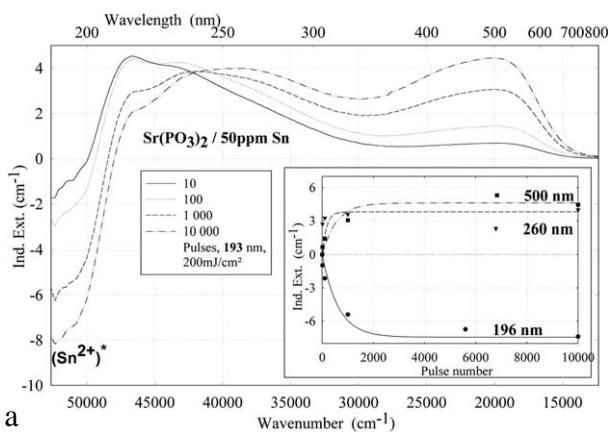 Wavelength (nm)
200 250 300 350 400 500 600 700 800
Ind. Ext. (cm-1)
4
2
0
-2
-4
-6
-8
-10
Sr(PO3)2 / 50ppm Sn
10
100
1 000
10 000
Pulses, 193 nm,
200mJ/cm²
(Sn2+)*
Ind. Ext. (cm-1)
6
3
0
-3
-6
500 nm
260 nm
196 nm
0 2000 4000 6000 8000 10000
Pulse number
50000 45000 40000 35000 30000 25000 20000 15000
Wavenumber (cm-1)
a